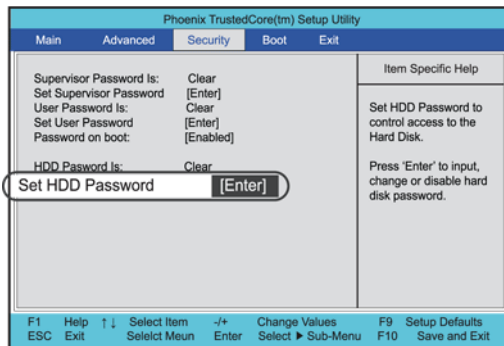 Phoenix TrustedCore(tm) Setup Utility
Main Advanced Security Boot Exit
Supervisor Password Is: Clear
Set Supervisor Password [Enter]
User Password Is: Clear
Set User Password [Enter]
Password on boot: [Enabled]
HDD Pasword Is: Clear
Set HDD Password [Enter]
Item Specific Help
Set HDD Password to
control access to the
Hard Disk.
Press 'Enter' to input,
change or disable hard
disk password.
F1 Help ↑↓ Select Item -/+ Change Values F9 Setup Defaults
ESC Exit Selelct Meun Enter Select ▶ Sub-Menu F10 Save and Exit